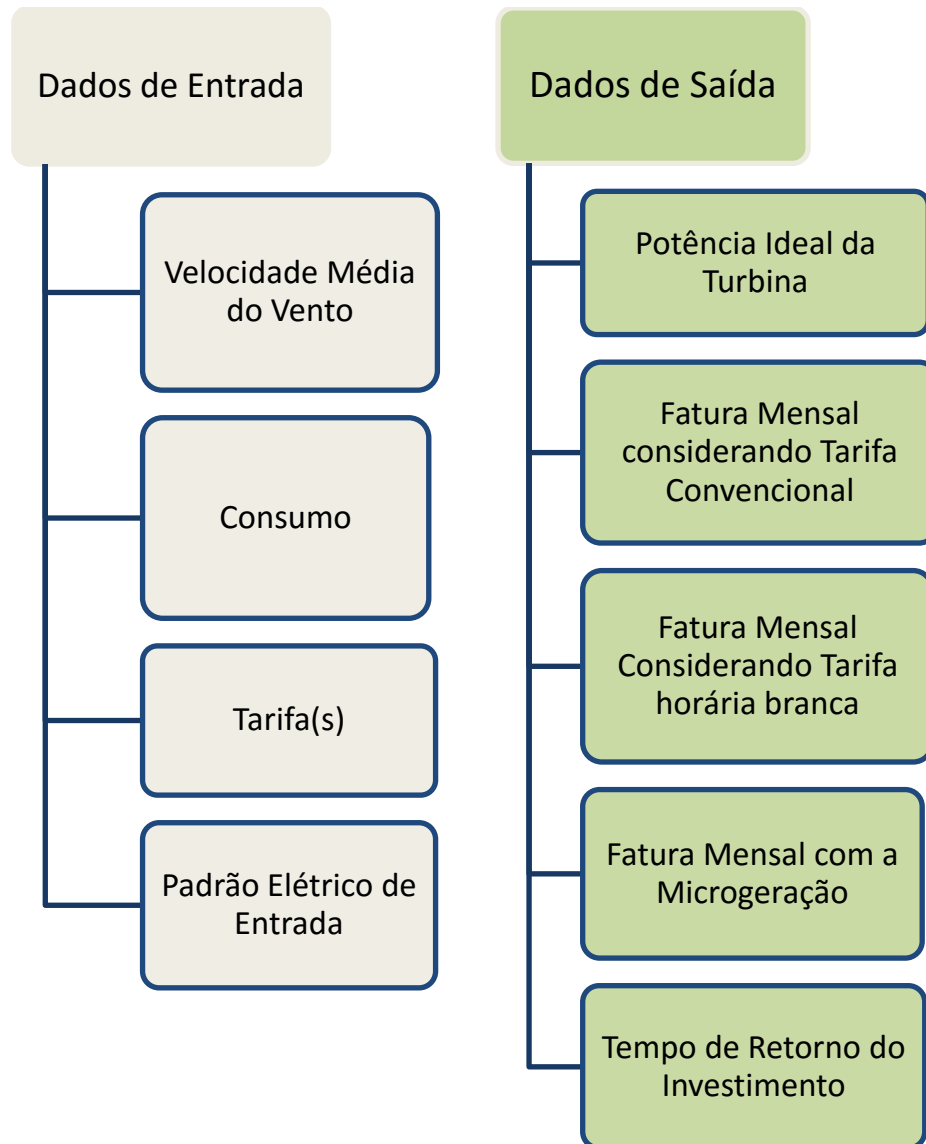 Dados de Entrada
Velocidade Média
do Vento
Consumo
Tarifa(s)
Padrão Elétrico de
Entrada
Dados de Saída
Potência Ideal da
Turbina
Fatura Mensal
considerando Tarifa
Convencional
Fatura Mensal
Considerando Tarifa
horária branca
Fatura Mensal com a
Microgeração
Tempo de Retorno do
Investimento